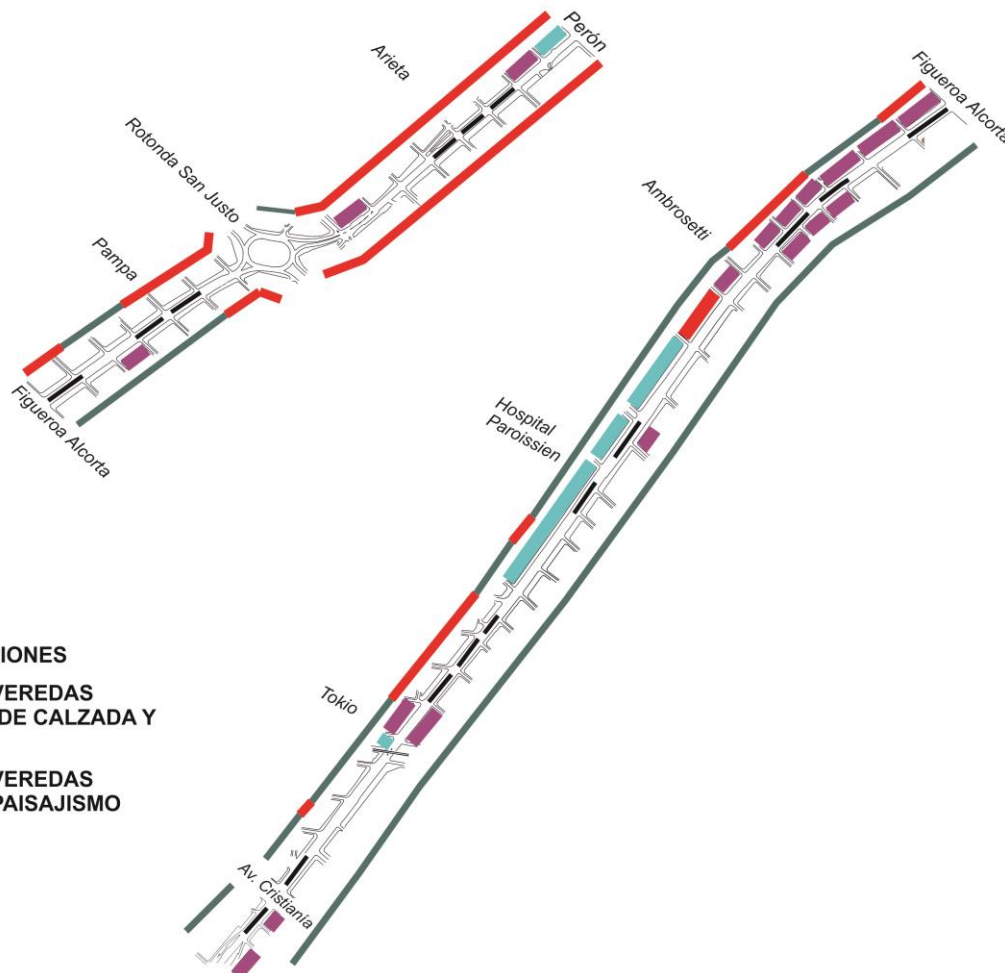 Perón
Arieta
Figueroa Alcorta
Rotonda San Justo
Ambrosetti
Pampa
Figueroa Alcorta
Hospital
Paroissien
IONES
VEREDAS
DE CALZADA Y
Tokio
VEREDAS
PAISAJISMO
Av. Cristianía